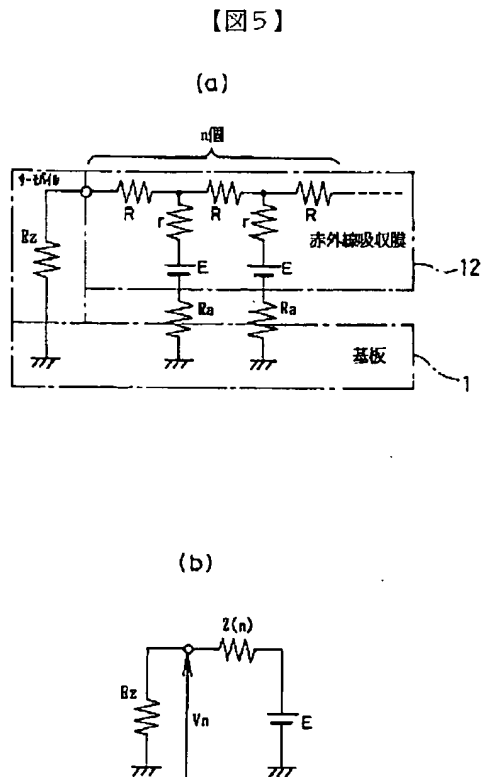 【図5】
(a)
n個
サーモパイル
R R R
Rz r E r E
赤外線吸収膜
12
Ra Ra
基板
1
(b)
Z(n)
Rz Vn E